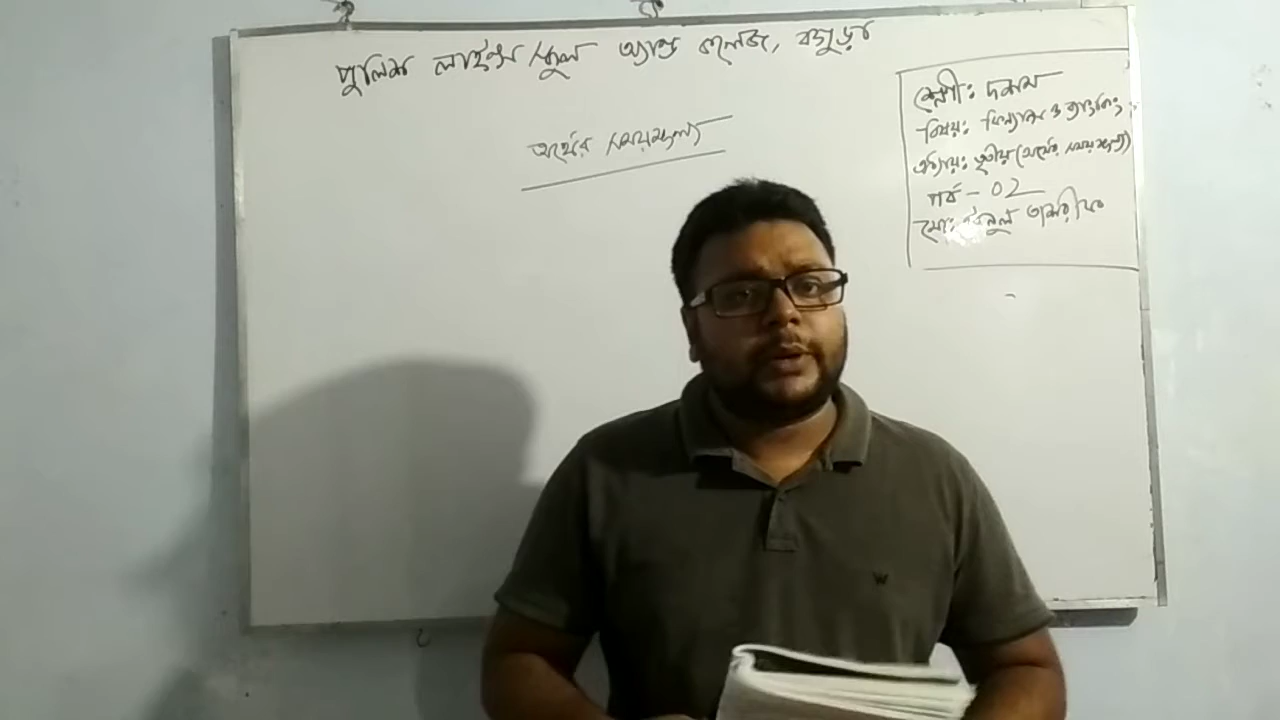 পুলিশ লাইন্স স্কুল অ্যান্ড কলেজ, বগুড়া
অর্থের সময়মূল্য
শ্রেণী: দশম
বিষয়: ফিন্যান্স ও ব্যাংকিং
অধ্যায়: তৃতীয় (অর্থের সময়মূল্য)
পর্ব - 02
মো:
W